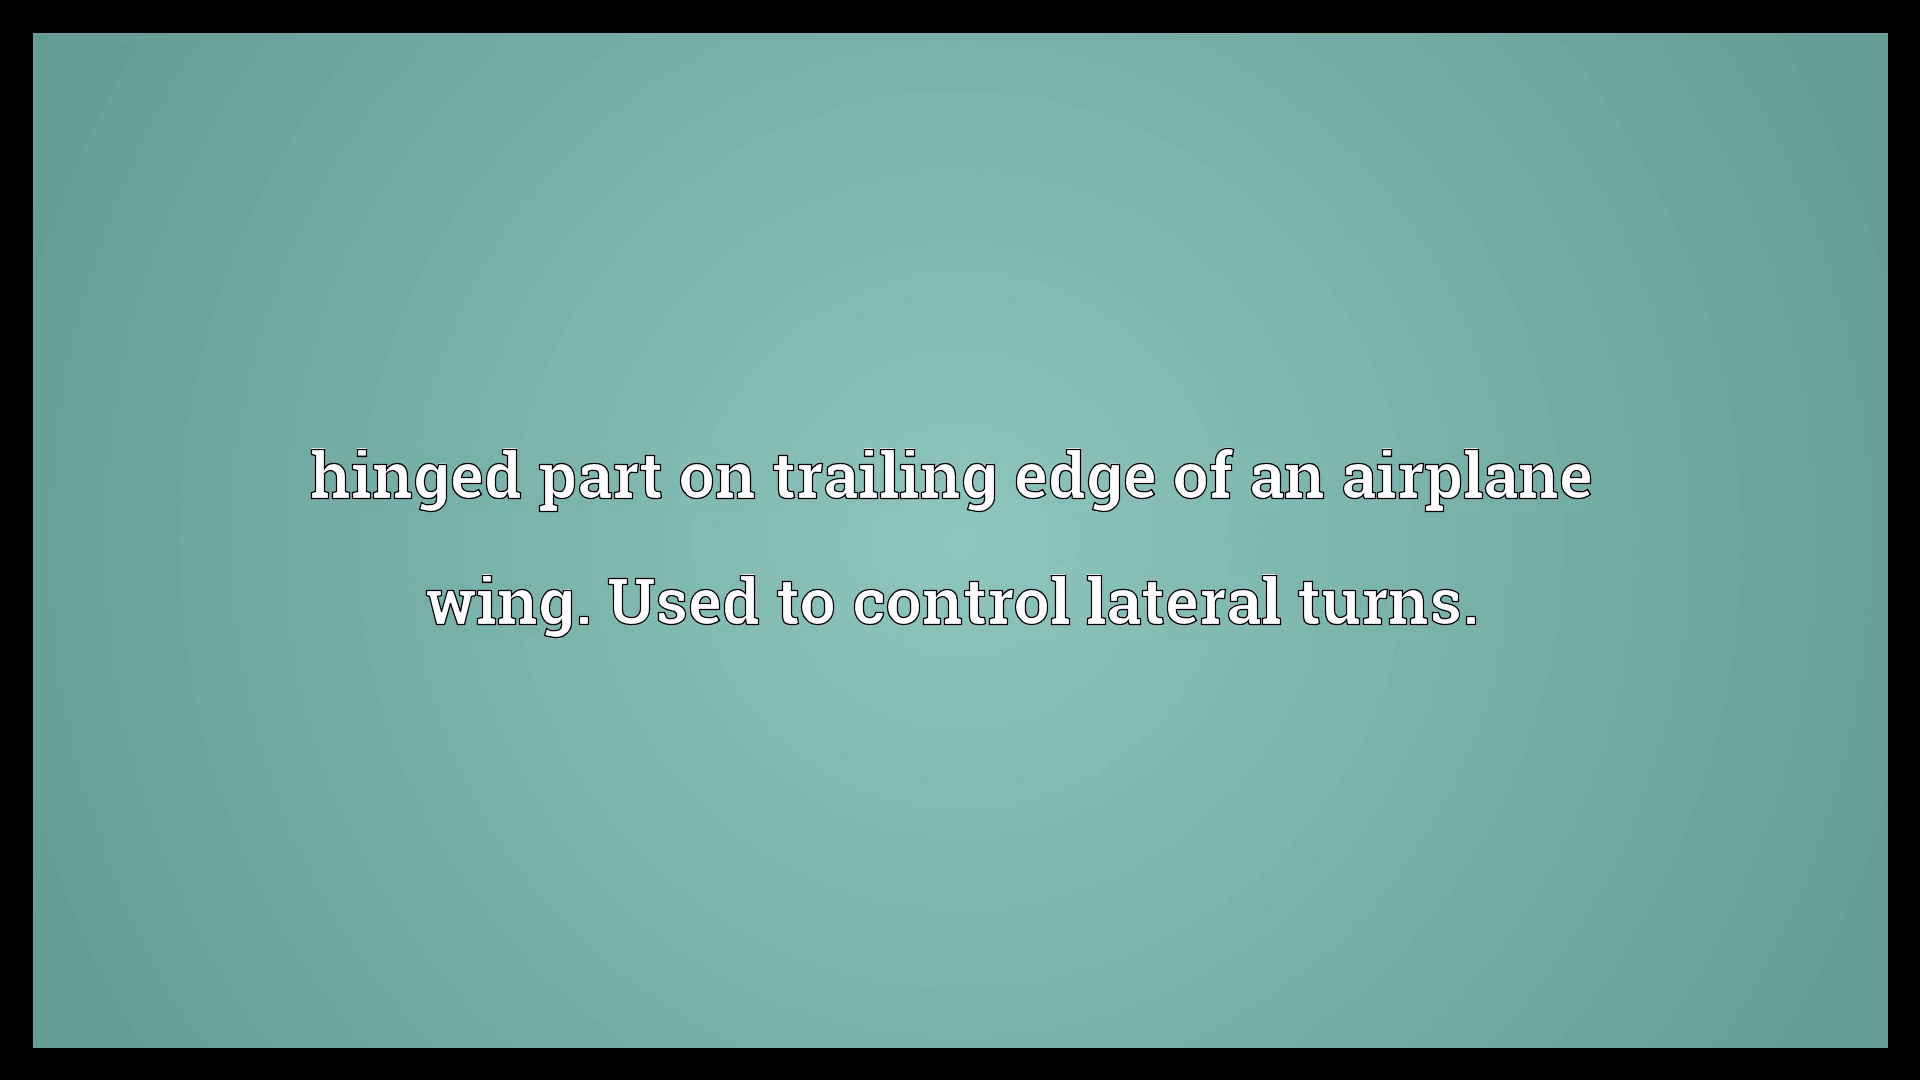 hinged part on trailing edge of an airplane
wing. Used to control lateral turns.